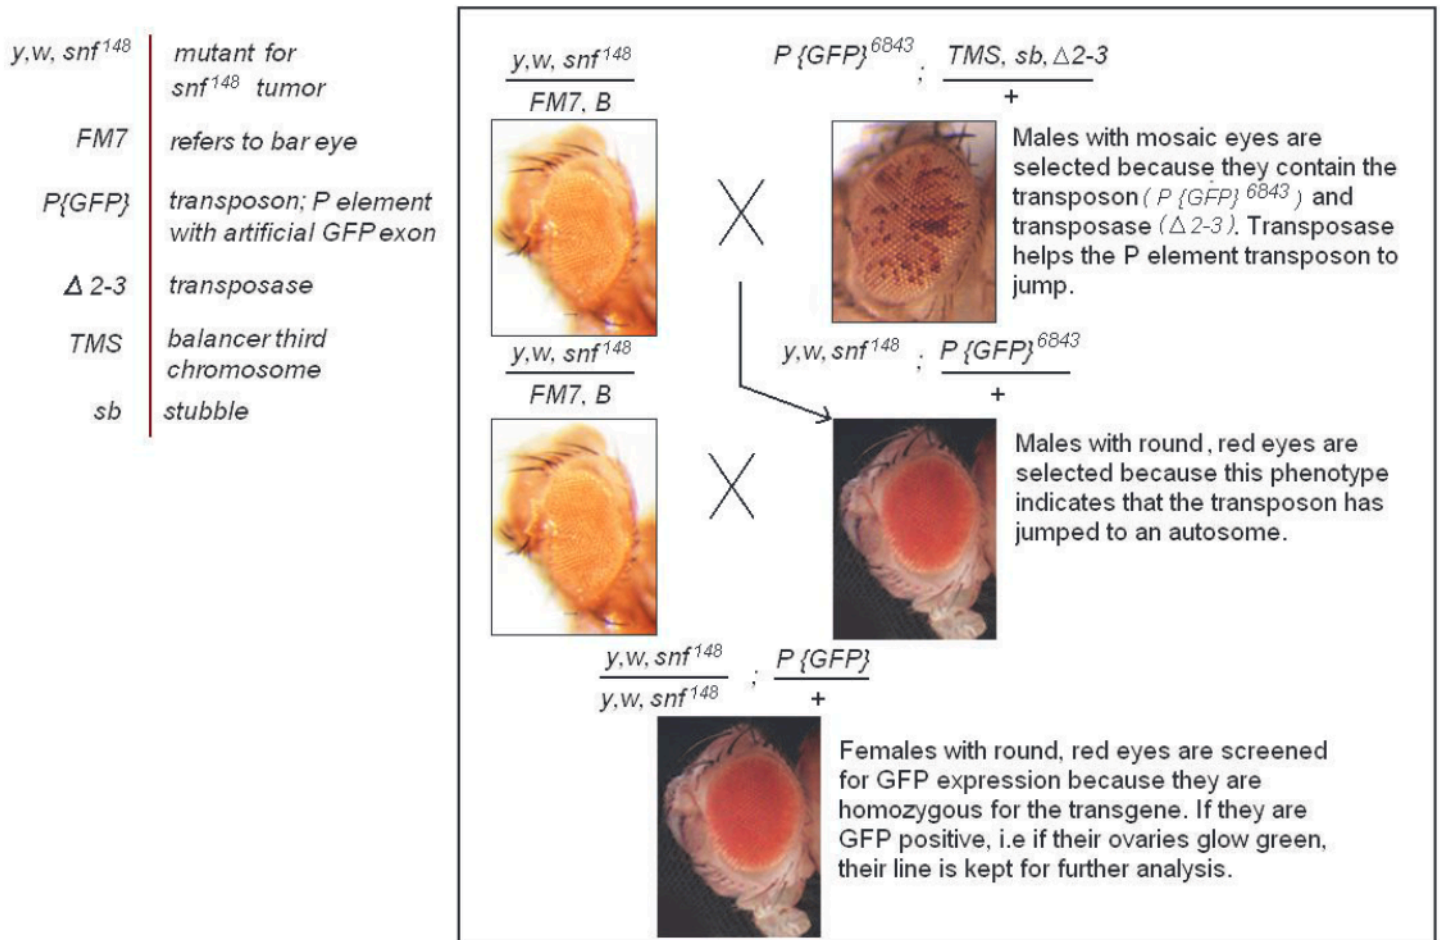 y,w, snf148 mutant for
snf148 tumor
FM7 refers to bar eye
P{GFP} transposon; P element
with artificial GFP exon
Δ 2-3 transposase
TMS balancer third
chromosome
sb stubble
y,w, snf148
FM7, B
P {GFP}6843 ; TMS, sb, Δ2-3
+
Males with mosaic eyes are
selected because they contain the
transposon ( P {GFP} 6843 ) and
transposase (Δ 2-3 ). Transposase
helps the P element transposon to
jump.
y,w, snf148
FM7, B
y,w, snf148 ; P {GFP}6843
+
Males with round, red eyes are
selected because this phenotype
indicates that the transposon has
jumped to an autosome.
y,w, snf148 ; P {GFP}
y,w, snf148 +
Females with round, red eyes are screened
for GFP expression because they are
homozygous for the transgene. If they are
GFP positive, i.e if their ovaries glow green,
their line is kept for further analysis.